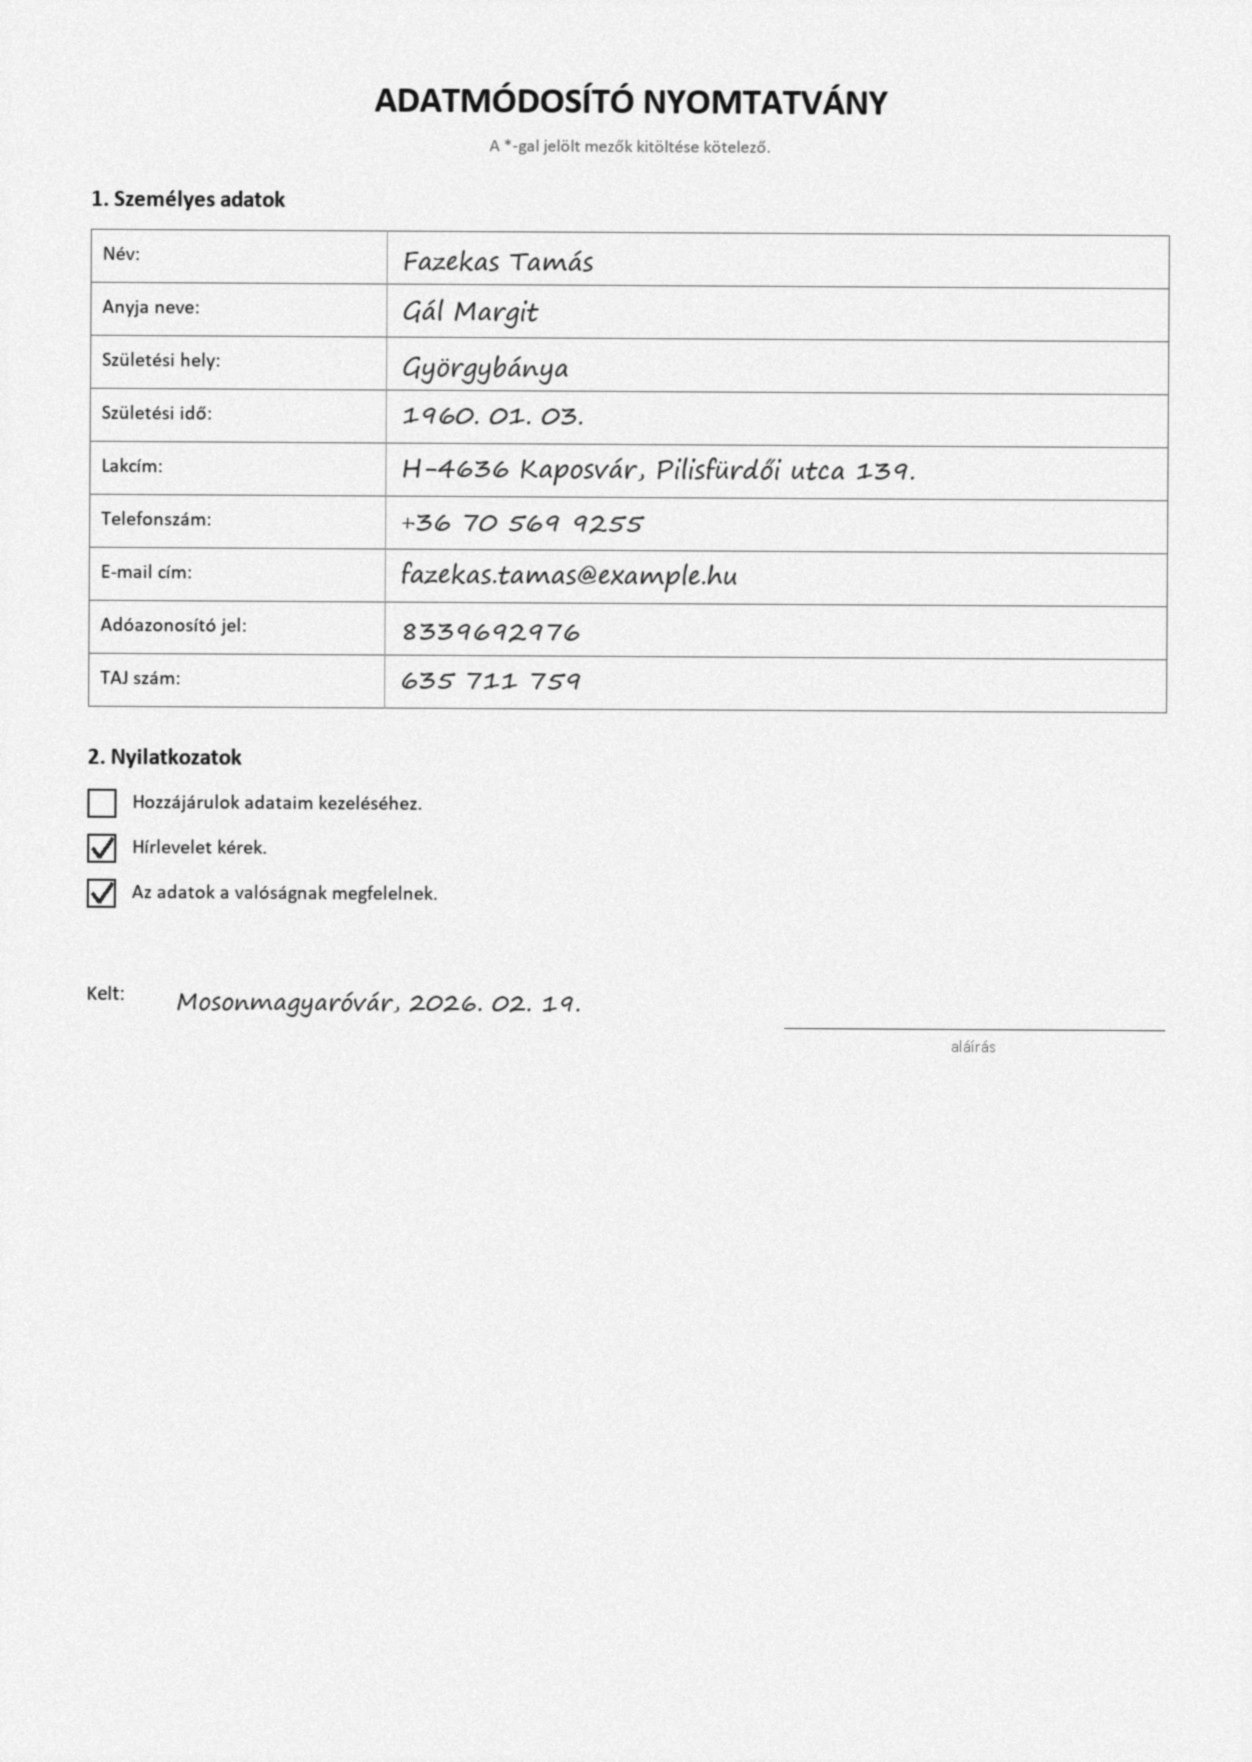 ADATMÓDOSÍTÓ NYOMTATVÁNY
A *-gal jelölt mezők kitöltése kötelező.
1. Személyes adatok
Név: Fazekas Tamás
Anyja neve: Gál Margit
Születési hely: Györgybánya
Születési idő: 1960. 01. 03.
Lakcím: H-4636 Kaposvár, Pilisfürdői utca 139.
Telefonszám: +36 70 569 9255
E-mail cím: fazekas.tamas@example.hu
Adóazonosító jel: 8339692976
TAJ szám: 635 711 759
2. Nyilatkozatok
Hozzájárulok adataim kezeléséhez.
Hírlevelet kérek.
Az adatok a valóságnak megfelelnek.
Kelt: Mosonmagyaróvár, 2026. 02. 19.
aláírás